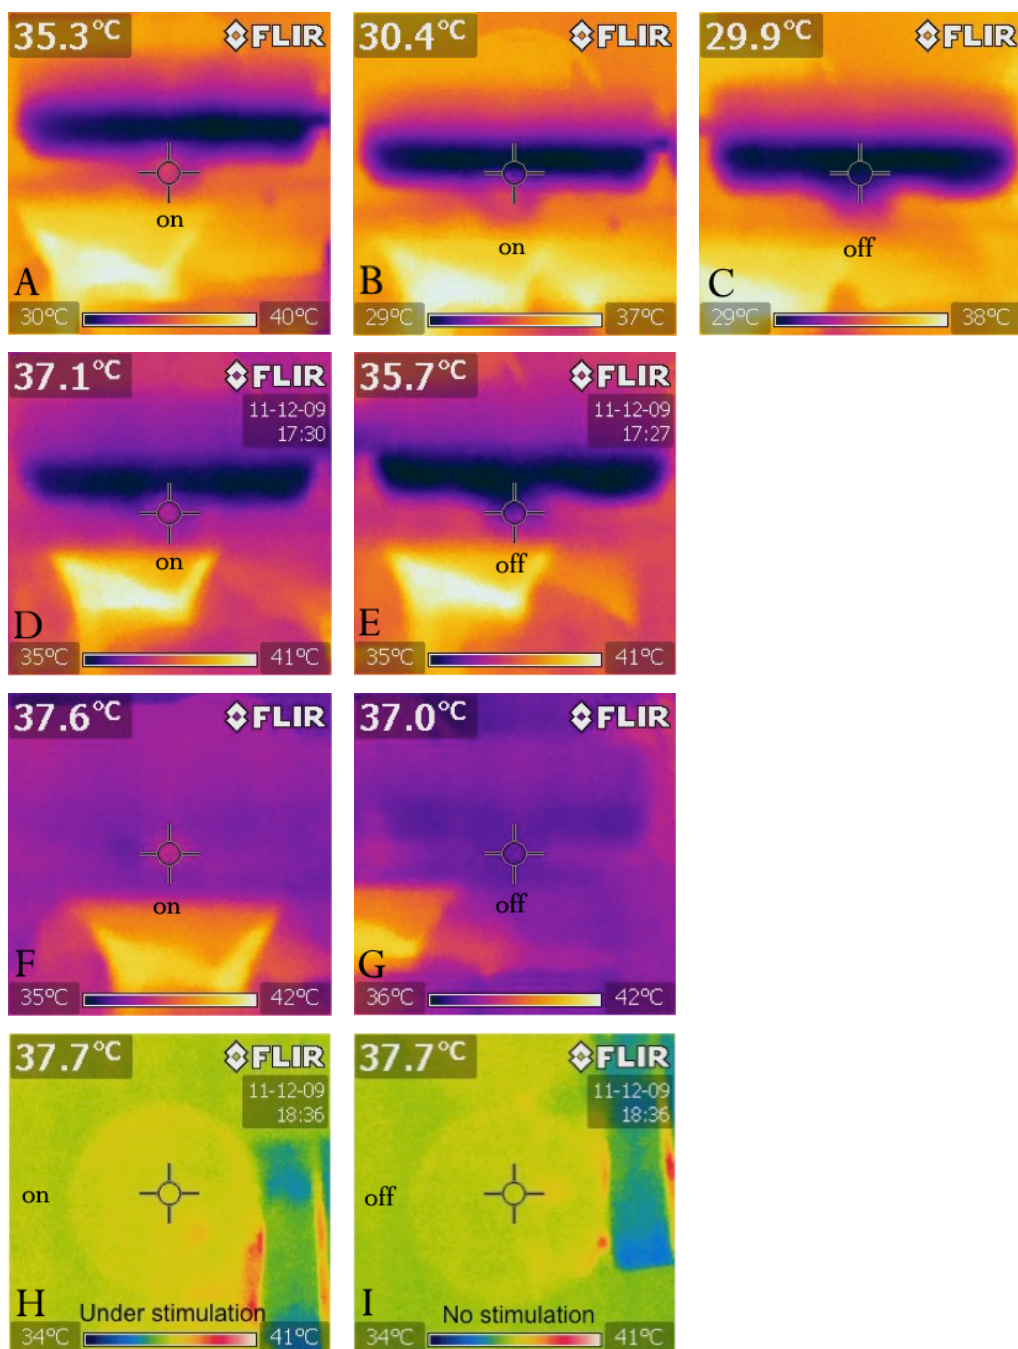 35.3°C FLIR
on
A
30°C 40°C
30.4°C FLIR
on
B
29°C 37°C
29.9°C FLIR
off
C
29°C 38°C
37.1°C FLIR
11-12-09
17:30
on
D
35°C 41°C
35.7°C FLIR
11-12-09
17:27
off
E
35°C 41°C
37.6°C FLIR
on
F
35°C 42°C
37.0°C FLIR
off
G
36°C 42°C
37.7°C FLIR
11-12-09
18:36
on
H Under stimulation
34°C 41°C
37.7°C FLIR
11-12-09
18:36
off
I No stimulation
34°C 41°C